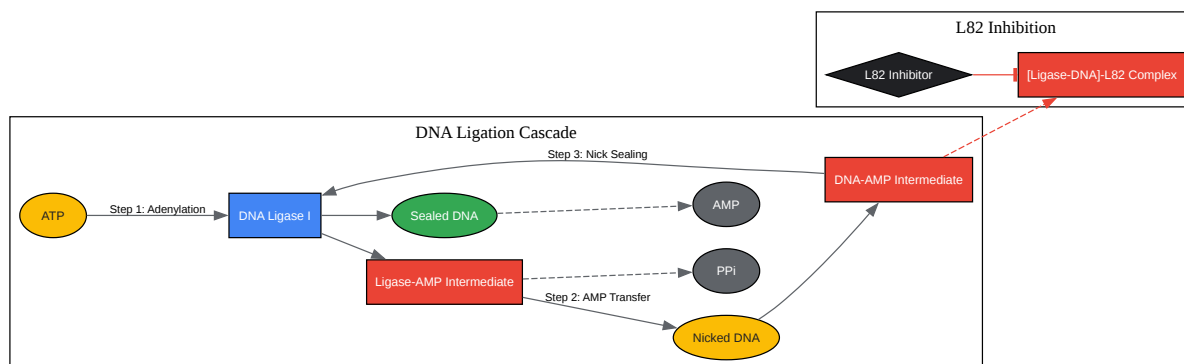 L82 Inhibition
L82 Inhibitor
[Ligase-DNA]-L82 Complex
DNA Ligation Cascade
Step 3: Nick Sealing
DNA-AMP Intermediate
ATP
Step 1: Adenylation
DNA Ligase I
Sealed DNA
AMP
Ligase-AMP Intermediate
PPi
Step 2: AMP Transfer
Nicked DNA